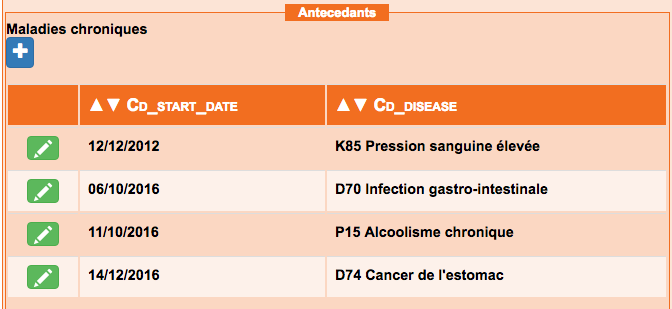 Antecedants
Maladies chroniques
▲▼ CD_START_DATE ▲▼ CD_DISEASE
12/12/2012 K85 Pression sanguine élevée
06/10/2016 D70 Infection gastro-intestinale
11/10/2016 P15 Alcoolisme chronique
14/12/2016 D74 Cancer de l'estomac